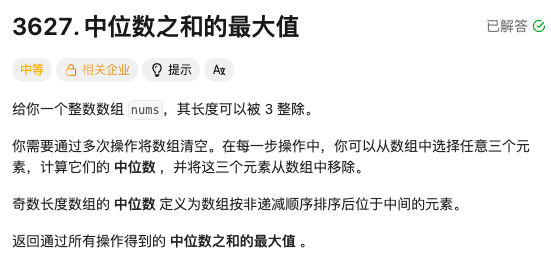 3627. 中位数之和的最大值
已解答
中等 相关企业 提示 Ax
给你一个整数数组 nums，其长度可以被 3 整除。
你需要通过多次操作将数组清空。在每一步操作中，你可以从数组中选择任意三个元
素，计算它们的 中位数 ，并将这三个元素从数组中移除。
奇数长度数组的 中位数 定义为数组按非递减顺序排序后位于中间的元素。
返回通过所有操作得到的 中位数之和的最大值 。